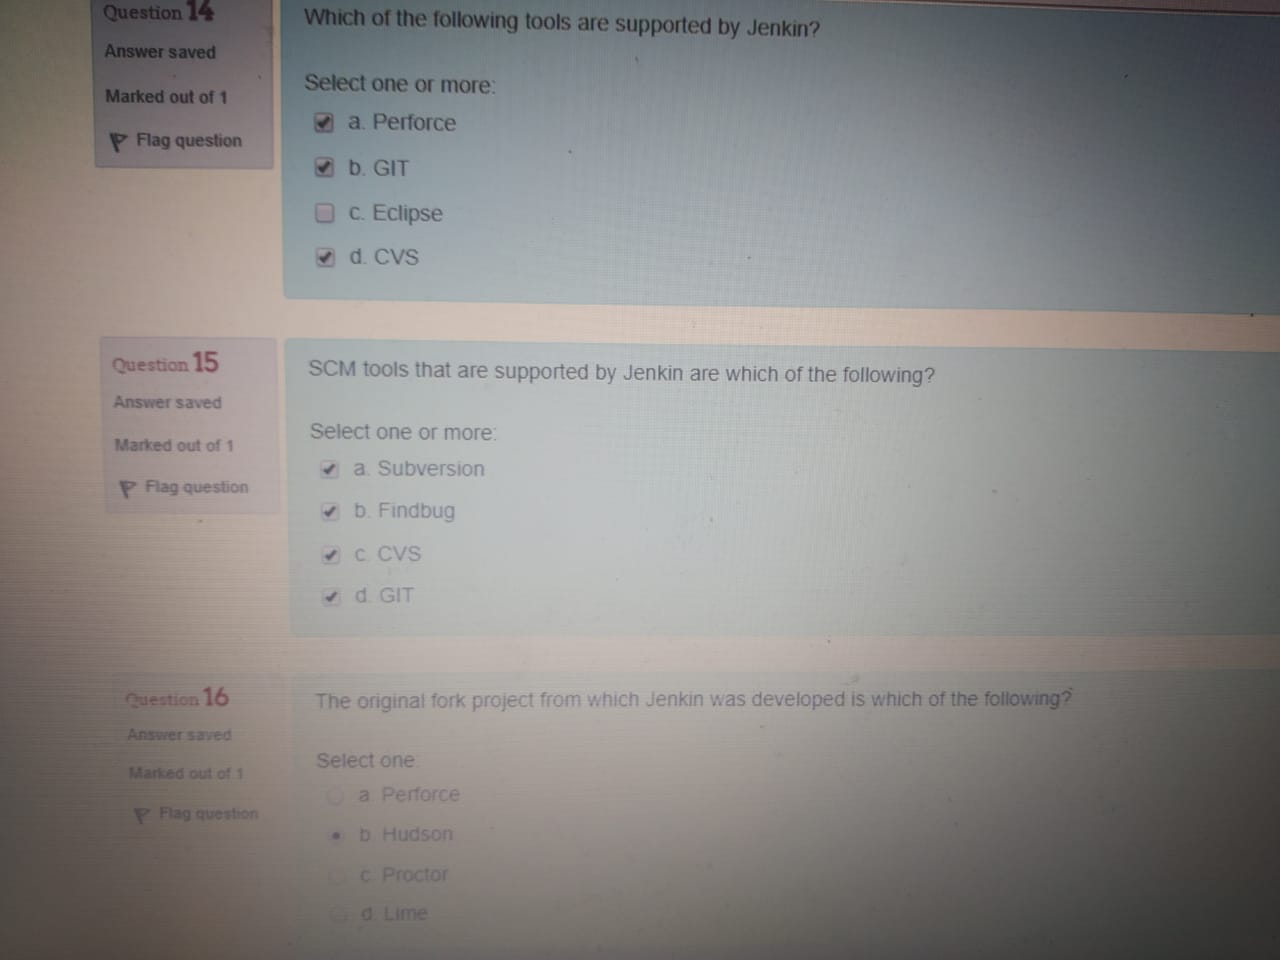 Question 14
Answer saved
Marked out of 1
Flag question
Which of the following tools are supported by Jenkin?
Select one or more:
a. Perforce
b. GIT
c. Eclipse
d. CVS
Question 15
Answer saved
Marked out of 1
Flag question
SCM tools that are supported by Jenkin are which of the following?
Select one or more:
a. Subversion
b. Findbug
c. CVS
d. GIT
Question 16
Answer saved
Marked out of 1
Flag question
The original fork project from which Jenkin was developed is which of the following?
Select one:
a. Perforce
b. Hudson
c. Proctor
d. Lime